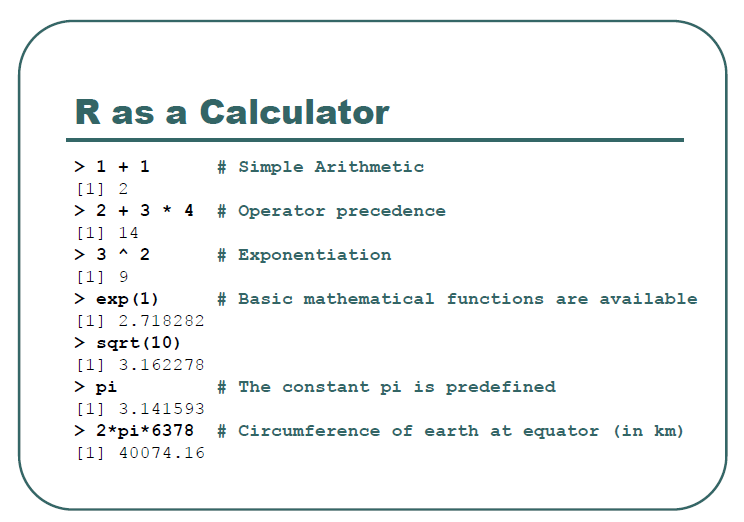 R as a Calculator
> 1 + 1      # Simple Arithmetic
[1] 2
> 2 + 3 * 4  # Operator precedence
[1] 14
> 3 ^ 2      # Exponentiation
[1] 9
> exp(1)     # Basic mathematical functions are available
[1] 2.718282
> sqrt(10)
[1] 3.162278
> pi         # The constant pi is predefined
[1] 3.141593
> 2*pi*6378  # Circumference of earth at equator (in km)
[1] 40074.16